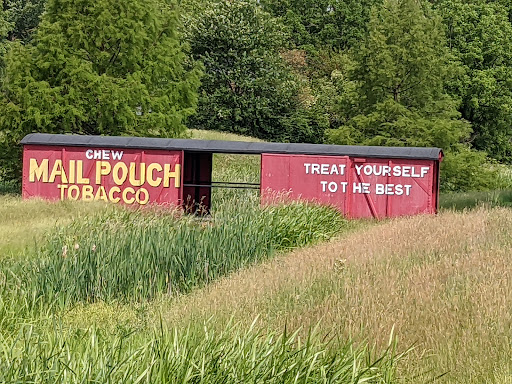 CHEW
MAIL POUCH
TOBACCO
TREAT YOURSELF
TO THE BEST